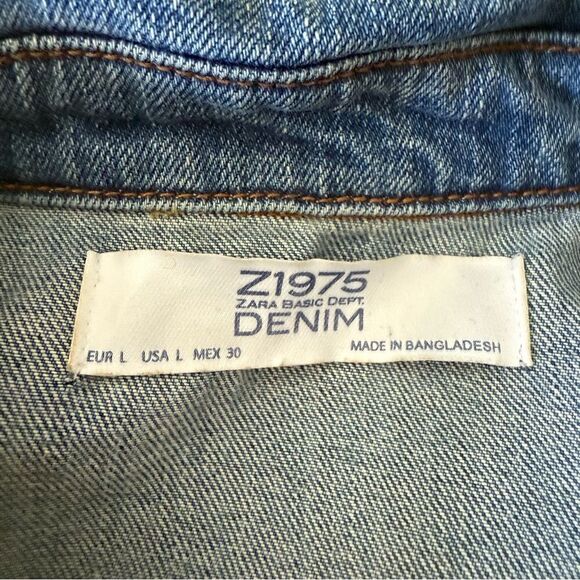 Z1975
ZARA BASIC DEPT.
DENIM
EUR L USA L MEX 30
MADE IN BANGLADESH